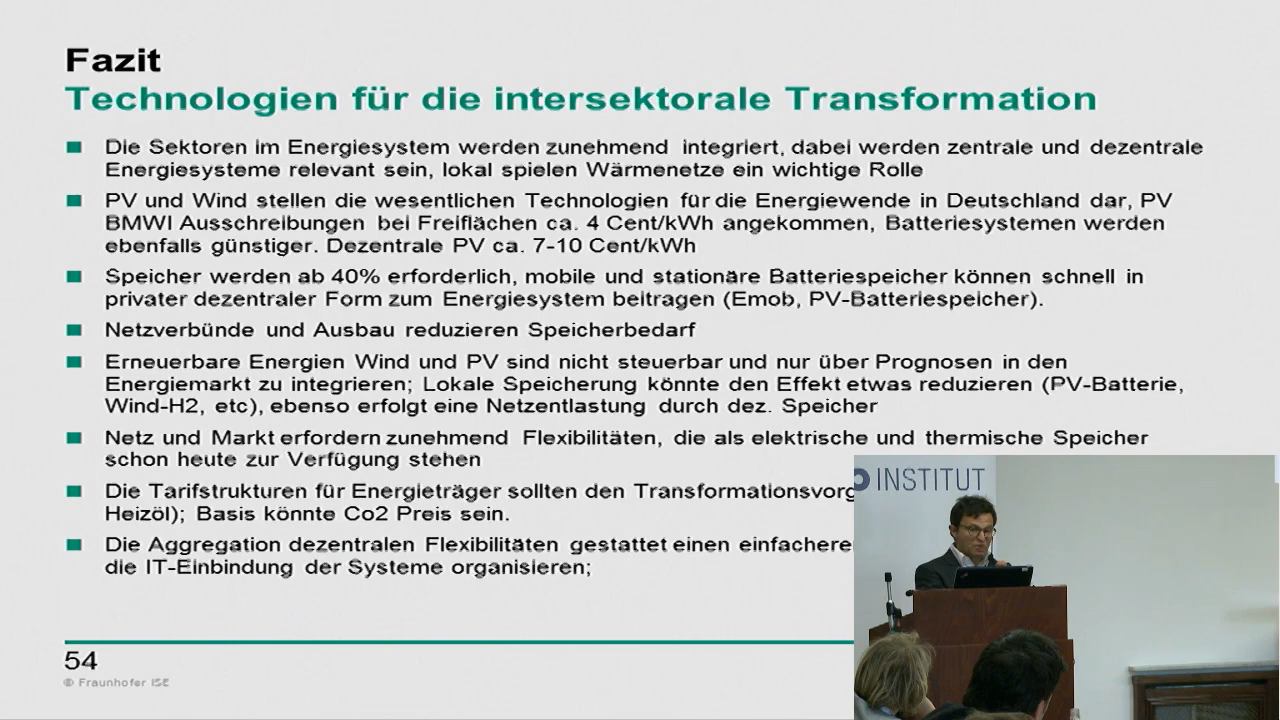 Fazit
Technologien für die intersektorale Transformation
Die Sektoren im Energiesystem werden zunehmend integriert, dabei werden zentrale und dezentrale
Energiesysteme relevant sein, lokal spielen Wärmenetze ein wichtige Rolle
PV und Wind stellen die wesentlichen Technologien für die Energiewende in Deutschland dar, PV
BMWI Ausschreibungen bei Freiflächen ca. 4 Cent/kWh angekommen, Batteriesystemen werden
ebenfalls günstiger. Dezentrale PV ca. 7-10 Cent/kWh
Speicher werden ab 40% erforderlich, mobile und stationäre Batteriespeicher können schnell in
privater dezentraler Form zum Energiesystem beitragen (Emob, PV-Batteriespeicher).
Netzverbünde und Ausbau reduzieren Speicherbedarf
Erneuerbare Energien Wind und PV sind nicht steuerbar und nur über Prognosen in den
Energiemarkt zu integrieren; Lokale Speicherung könnte den Effekt etwas reduzieren (PV-Batterie,
Wind-H2, etc), ebenso erfolgt eine Netzentlastung durch dez. Speicher
Netz und Markt erfordern zunehmend Flexibilitäten, die als elektrische und thermische Speicher
schon heute zur Verfügung stehen
Die Tarifstrukturen für Energieträger sollten den
Heizöl); Basis könnte Co2 Preis sein.
Die Aggregation dezentralen Flexibilitäten gestattet einen
die IT-Einbindung der Systeme organisieren;
INSTITUT
54
© Fraunhofer ISE